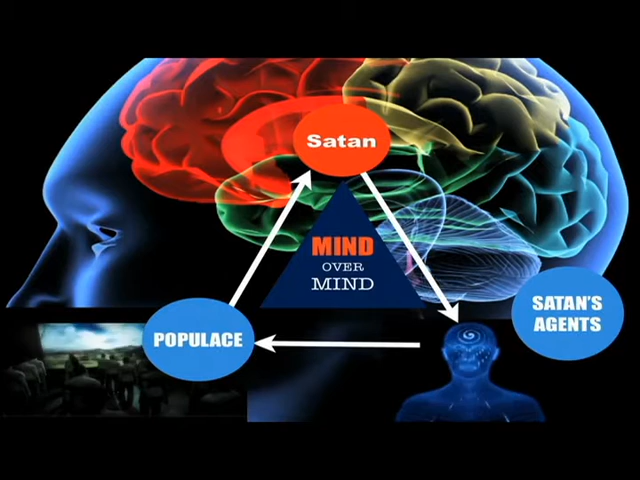 Satan
MIND
OVER
MIND
SATAN'S
AGENTS
POPULACE